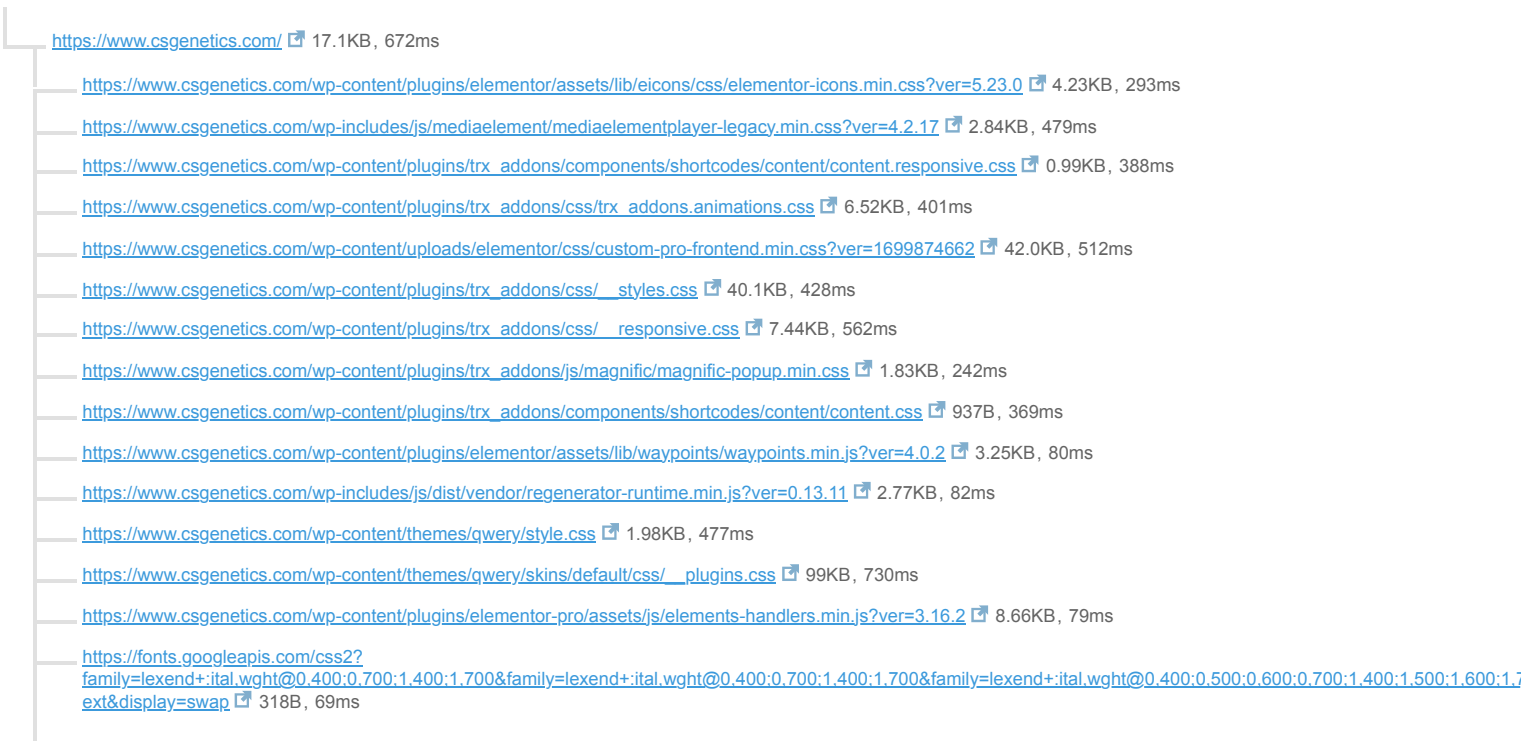 https://www.csgenetics.com/ 17.1KB, 672ms
https://www.csgenetics.com/wp-content/plugins/elementor/assets/lib/eicons/css/elementor-icons.min.css?ver=5.23.0 4.23KB, 293ms
https://www.csgenetics.com/wp-includes/js/mediaelement/mediaelementplayer-legacy.min.css?ver=4.2.17 2.84KB, 479ms
https://www.csgenetics.com/wp-content/plugins/trx_addons/components/shortcodes/content/content.responsive.css 0.99KB, 388ms
https://www.csgenetics.com/wp-content/plugins/trx_addons/css/trx_addons.animations.css 6.52KB, 401ms
https://www.csgenetics.com/wp-content/uploads/elementor/css/custom-pro-frontend.min.css?ver=1699874662 42.0KB, 512ms
https://www.csgenetics.com/wp-content/plugins/trx_addons/css/__styles.css 40.1KB, 428ms
https://www.csgenetics.com/wp-content/plugins/trx_addons/css/__responsive.css 7.44KB, 562ms
https://www.csgenetics.com/wp-content/plugins/trx_addons/js/magnific/magnific-popup.min.css 1.83KB, 242ms
https://www.csgenetics.com/wp-content/plugins/trx_addons/components/shortcodes/content/content.css 937B, 369ms
https://www.csgenetics.com/wp-content/plugins/elementor/assets/lib/waypoints/waypoints.min.js?ver=4.0.2 3.25KB, 80ms
https://www.csgenetics.com/wp-includes/js/dist/vendor/regenerator-runtime.min.js?ver=0.13.11 2.77KB, 82ms
https://www.csgenetics.com/wp-content/themes/qwery/style.css 1.98KB, 477ms
https://www.csgenetics.com/wp-content/themes/qwery/skins/default/css/__plugins.css 99KB, 730ms
https://www.csgenetics.com/wp-content/plugins/elementor-pro/assets/js/elements-handlers.min.js?ver=3.16.2 8.66KB, 79ms
https://fonts.googleapis.com/css2?
family=lexend+:ital,wght@0,400;0,700;1,400;1,700&family=lexend+:ital,wght@0,400;0,700;1,400;1,700&family=lexend+:ital,wght@0,400;0,500;0,600;0,700;1,400;1,500;1,600;1,7
ext&display=swap 318B, 69ms